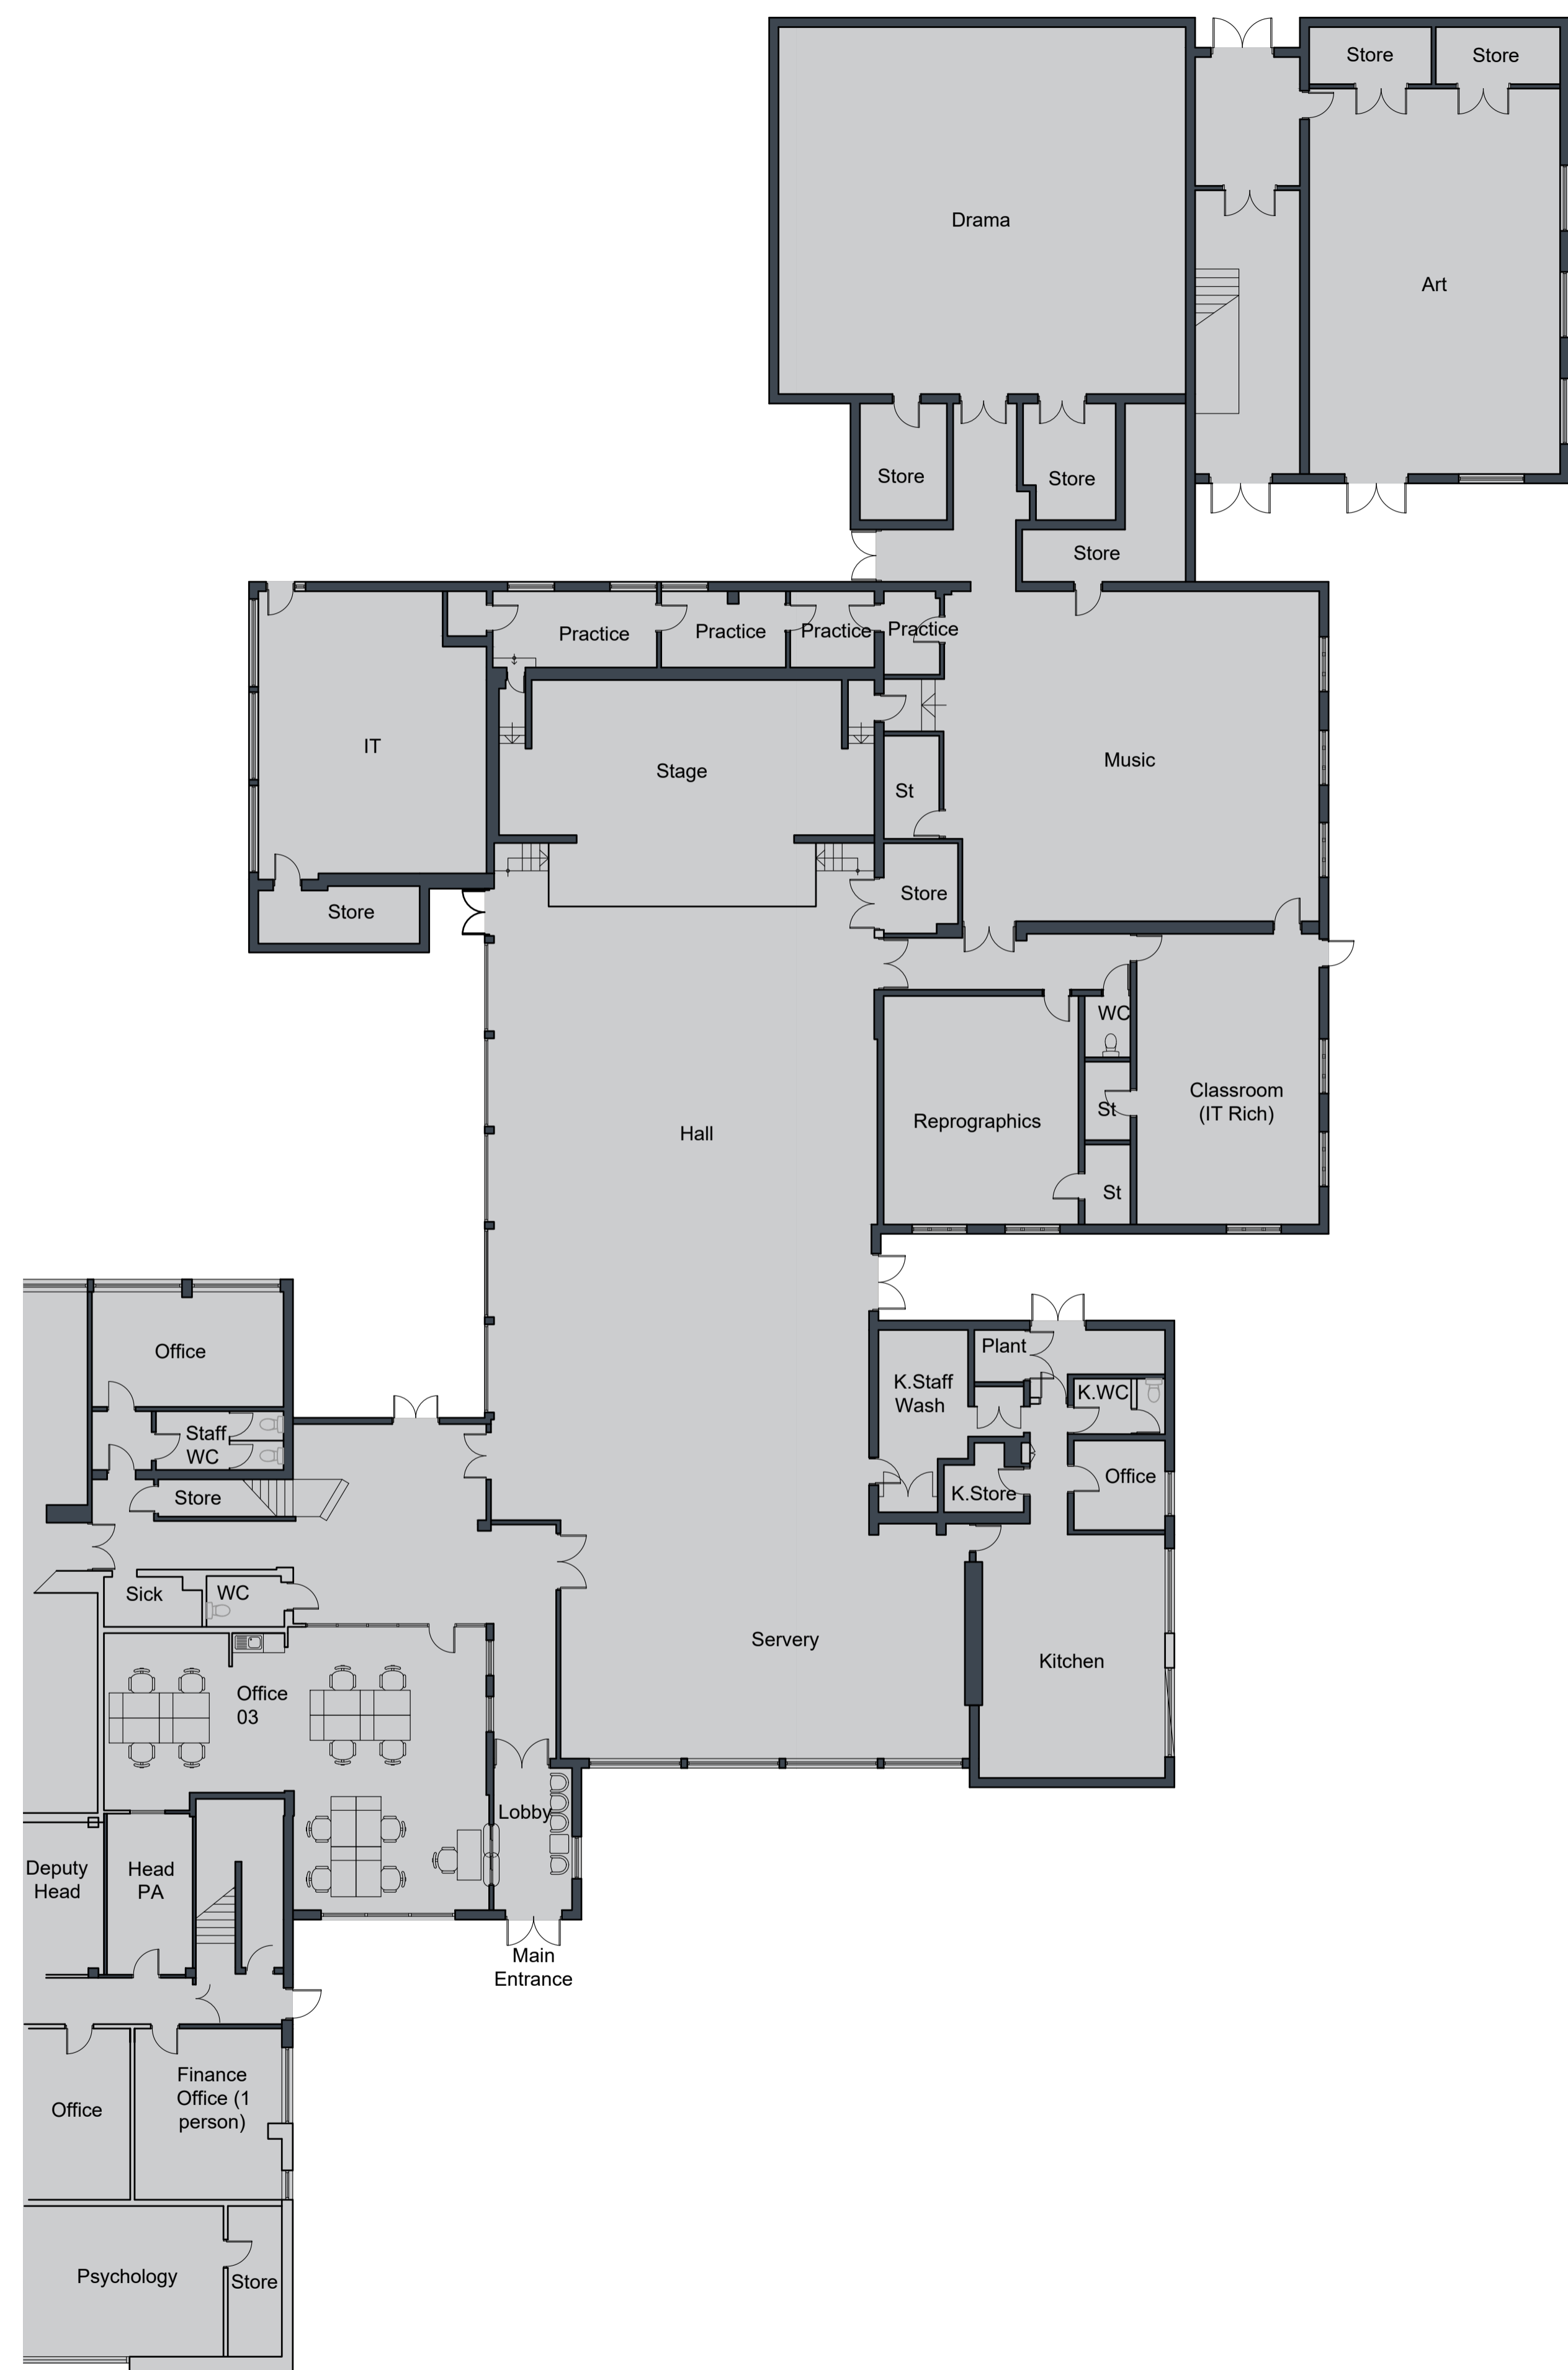 Store
Store
Drama
Art
Store
Store
Store
Practice
Practice
Practice
Practice
IT
Stage
Music
St
Store
Store
WC
Hall
Reprographics
Classroom
(IT Rich)
St
St
Office
Plant
K.Staff
Wash
K.WC
Staff
WC
Office
Store
K.Store
Sick
WC
Servery
Kitchen
Office
03
Lobby
Deputy
Head
Head
PA
Main
Entrance
Finance
Office (1
person)
Office
Psychology
Store